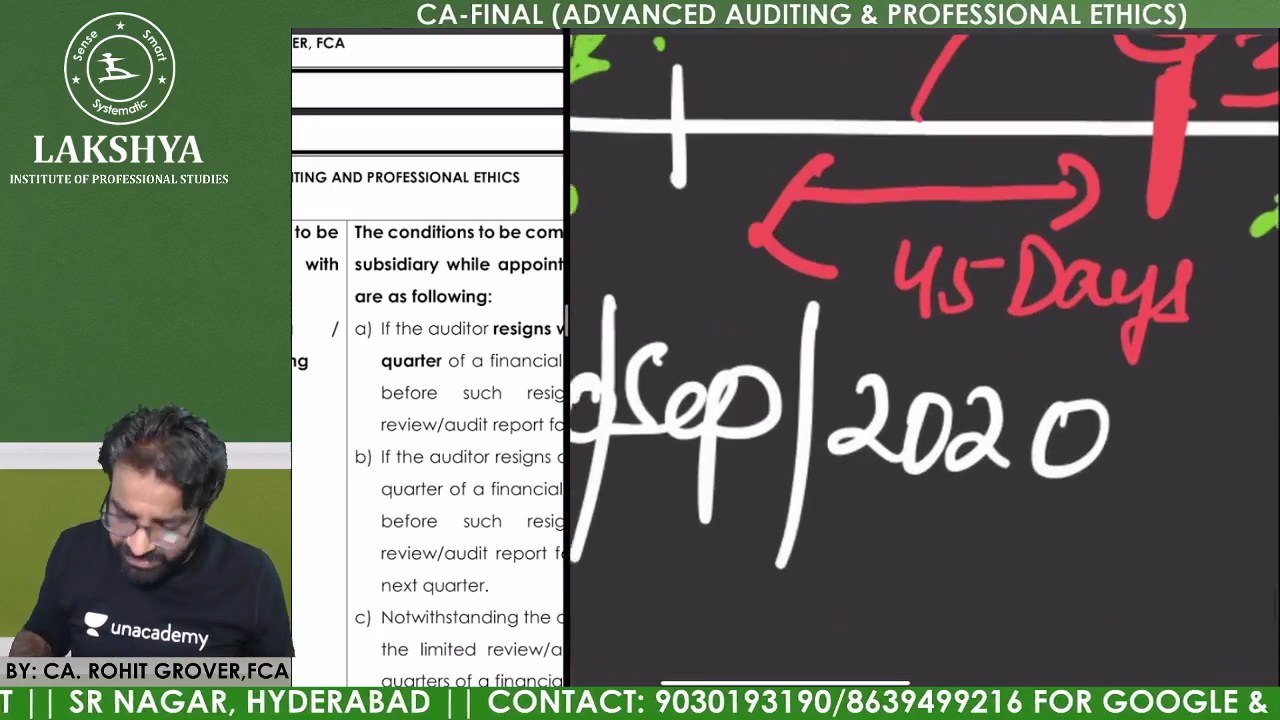 CA-FINAL (ADVANCED AUDITING & PROFESSIONAL ETHICS)
Sense
Smart
Systematic
LAKSHYA
INSTITUTE OF PROFESSIONAL STUDIES
ER, FCA
TING AND PROFESSIONAL ETHICS
to be
with
/
ng
The conditions to be com
subsidiary while appoint
are as following:
a) If the auditor resigns w
quarter of a financial
before such resig
review/audit report fo
b) If the auditor resigns a
quarter of a financial
before such resig
review/audit report fo
next quarter.
c) Notwithstanding the a
the limited review/a
quarters of a financia
45 Days
/Sep/2020
unacademy
BY: CA. ROHIT GROVER,FCA
T || SR NAGAR, HYDERABAD || CONTACT: 9030193190/8639499216 FOR GOOGLE &